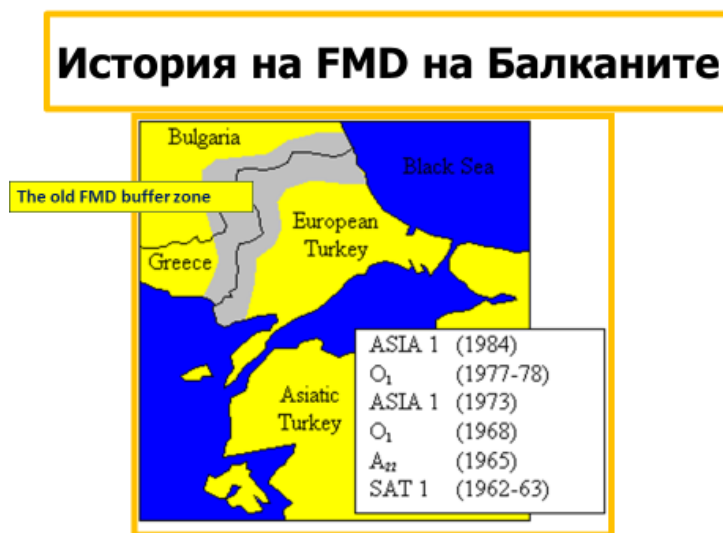 История на FMD на Балканите
Bulgaria
Black Sea
The old FMD buffer zone
European
Turkey
Greece
ASIA 1 (1984)
O₁ (1977-78)
ASIA 1 (1973)
O₁ (1968)
A₂₂ (1965)
SAT 1 (1962-63)
Asiatic
Turkey